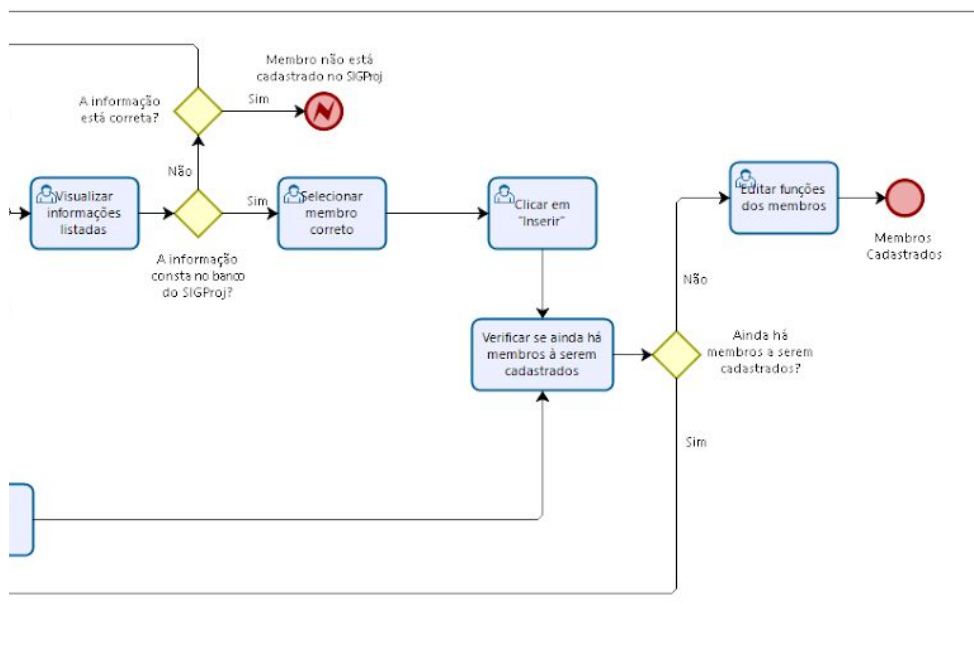 Membro não está
cadastrado no SIGProj
A informação
está correta?
Sim
Não
Visualizar
informações
listadas
Sim
Selecionar
membro
correto
Clicar em
"Inserir"
Editar funções
dos membros
A informação
consta no banco
do SIGProj?
Membros
Cadastrados
Não
Verificar se ainda há
membros à serem
cadastrados
Ainda há
membros a serem
cadastrados?
Sim